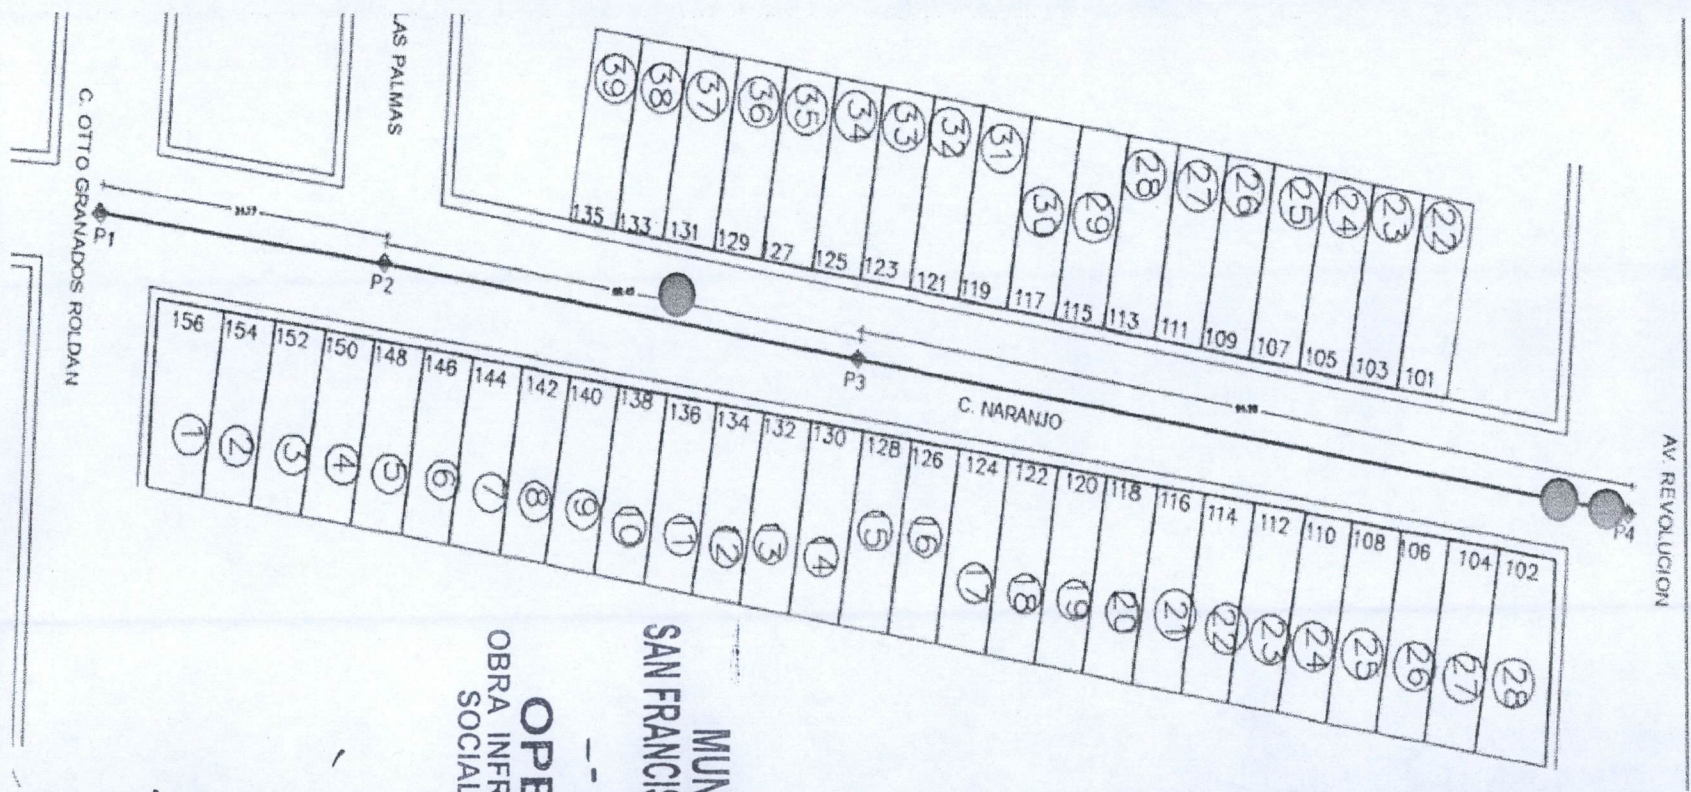 LAS PALMAS
C. OTTO GRANADOS ROLDAN
AV. REVOLUCION
39 38 37 36 35 34 33 32 31 30 29 28 27 26 25 24 23 22
135 133 131 129 127 125 123 121 119 117 115 113 111 109 107 105 103 101
P1
P2
P3
P4
C. NARANJO
156 154 152 150 148 146 144 142 140 138 136 134 132 130 128 126 124 122 120 118 116 114 112 110 108 106 104 102
1 2 3 4 5 6 7 8 9 10 11 12 13 14 15 16 17 18 19 20 21 22 23 24 25 26 27 28
MUN
SAN FRANCIS
OPE
OBRA INFR
SOCIAL